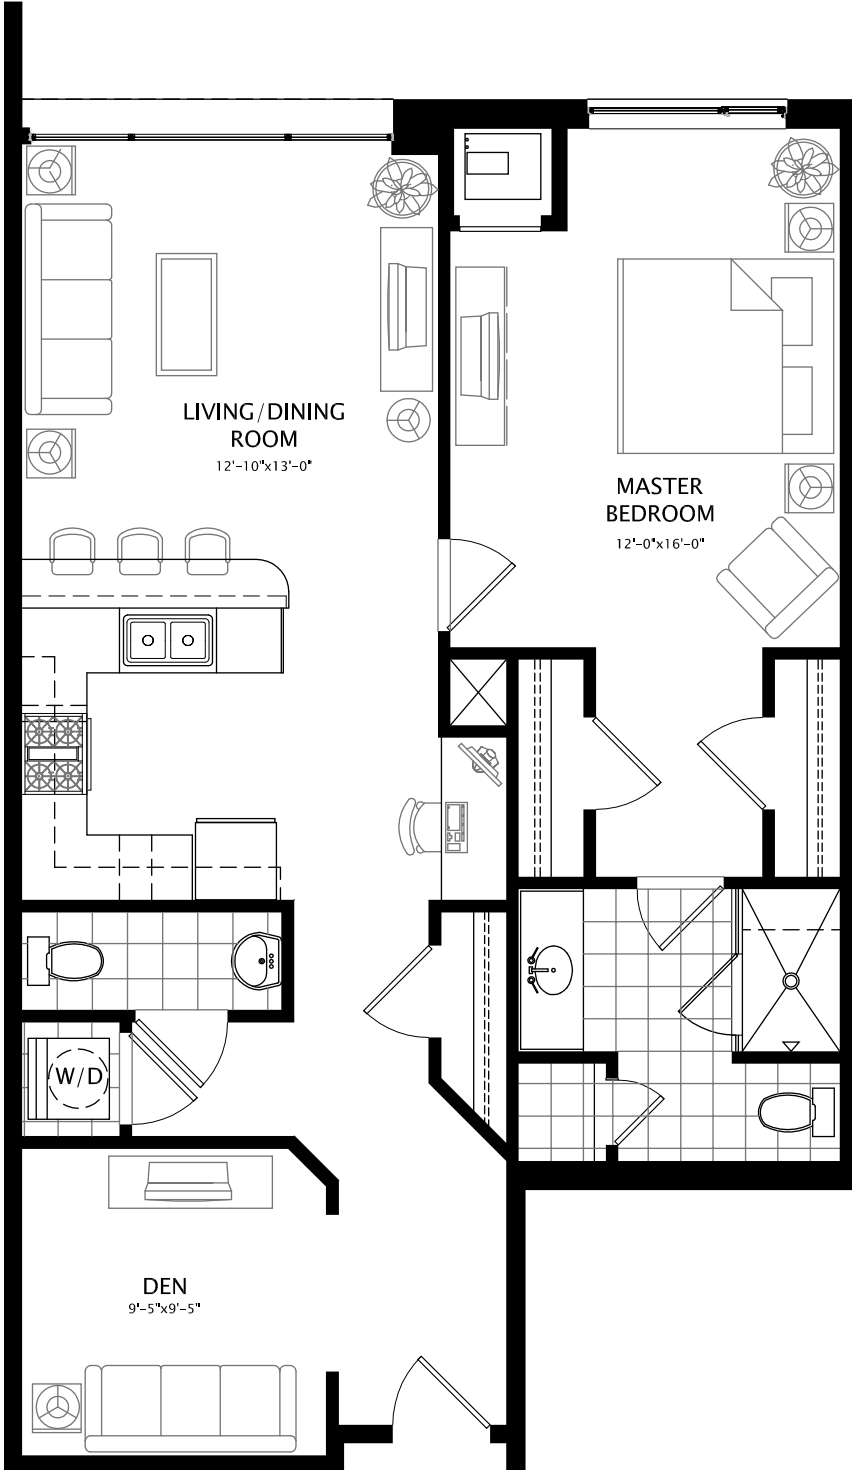 LIVING/DINING
ROOM
12'-10"x13'-0"
MASTER
BEDROOM
12'-0"x16'-0"
W/D
DEN
9'-5"x9'-5"